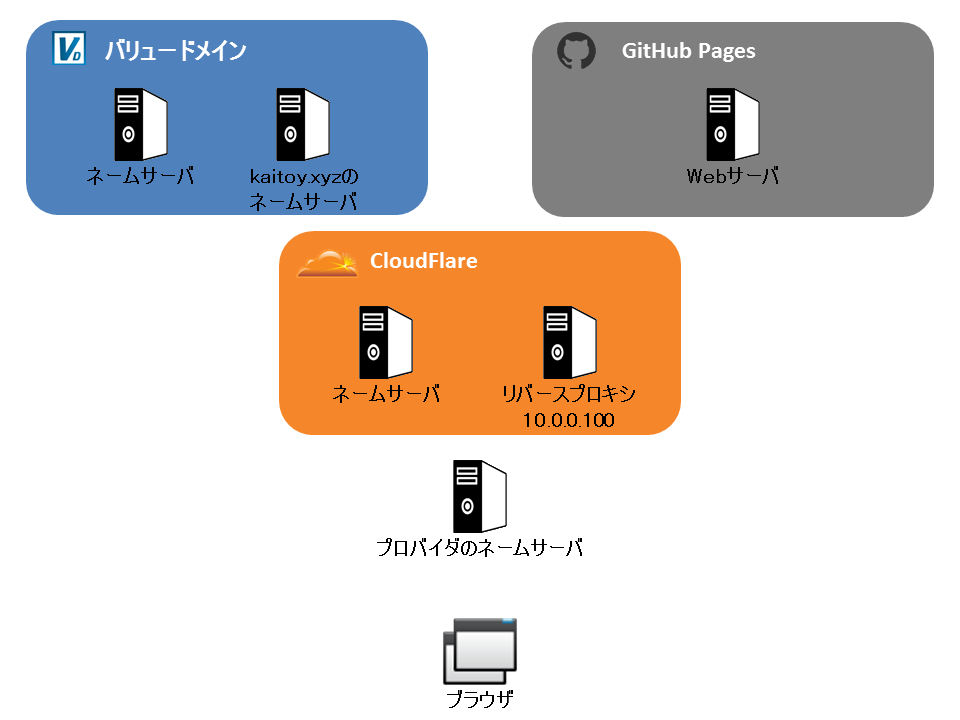 VD
バリュードメイン
GitHub Pages
ネームサーバ
kaitoy.xyzの
ネームサーバ
Webサーバ
CloudFlare
ネームサーバ
リバースプロキシ
10.0.0.100
プロバイダのネームサーバ
ブラウザ